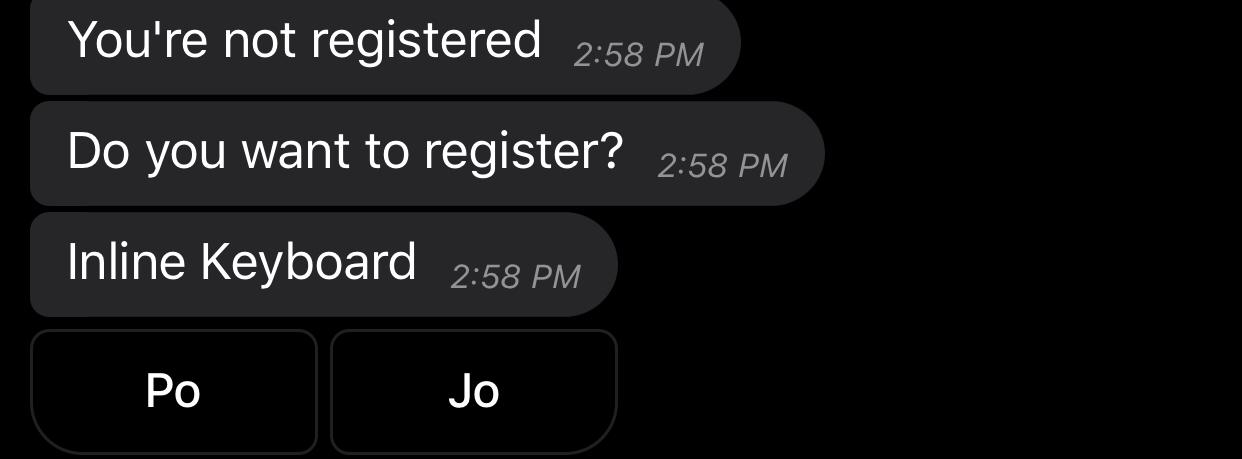 You're not registered 2:58 PM
Do you want to register? 2:58 PM
Inline Keyboard 2:58 PM
Po Jo